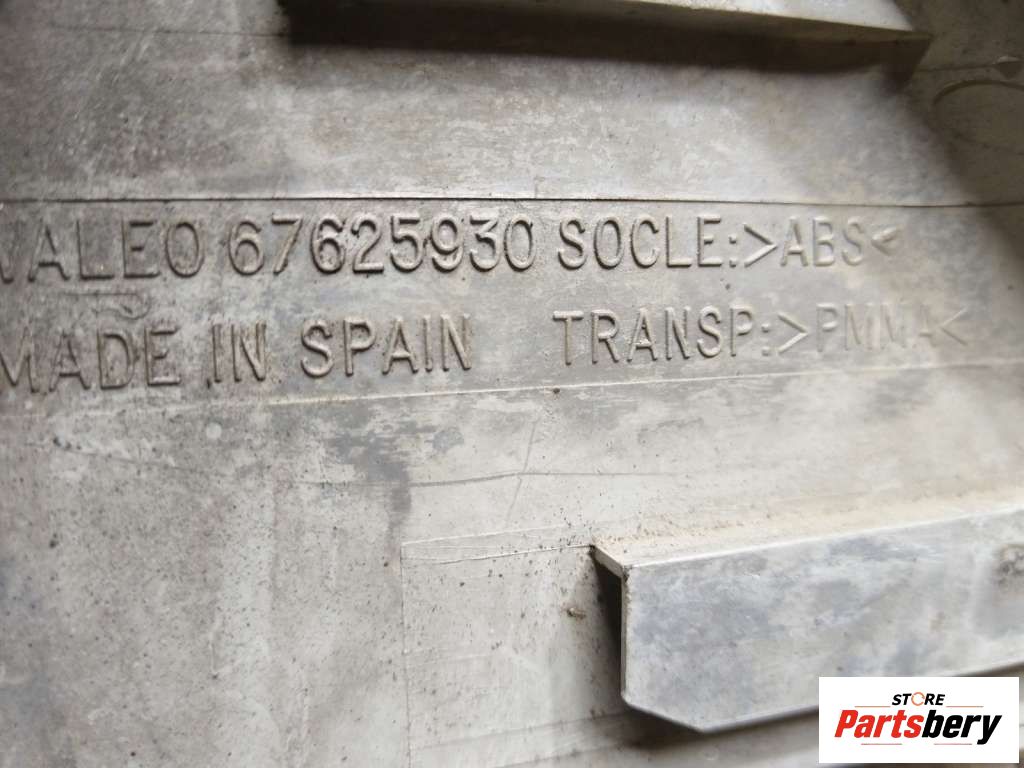 VALEO 67625930 SOCLE:>ABS<
MADE IN SPAIN TRANSP:>PMMA<
STORE
Partsbery